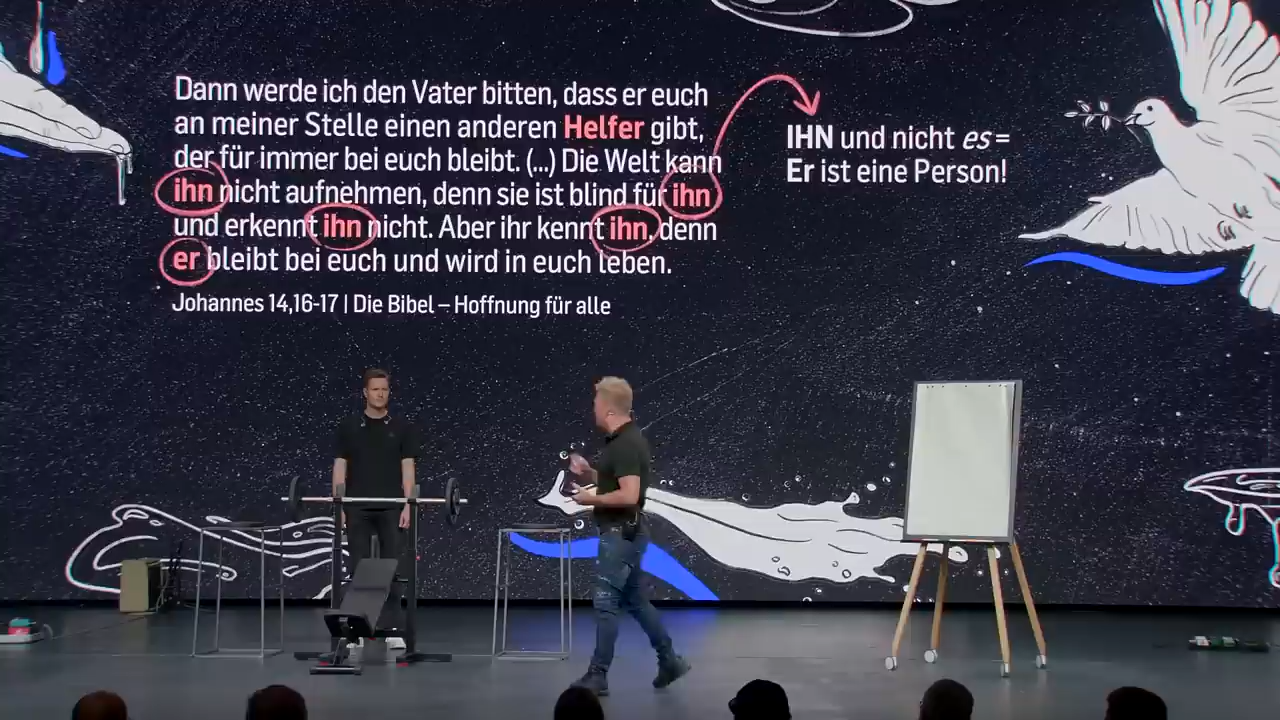 Dann werde ich den Vater bitten, dass er euch
an meiner Stelle einen anderen Helfer gibt,
der für immer bei euch bleibt. (...) Die Welt kann
ihn nicht aufnehmen, denn sie ist blind für ihn
und erkennt ihn nicht. Aber ihr kennt ihn, denn
er bleibt bei euch und wird in euch leben.
Johannes 14,16-17 | Die Bibel – Hoffnung für alle
IHN und nicht es =
Er ist eine Person!